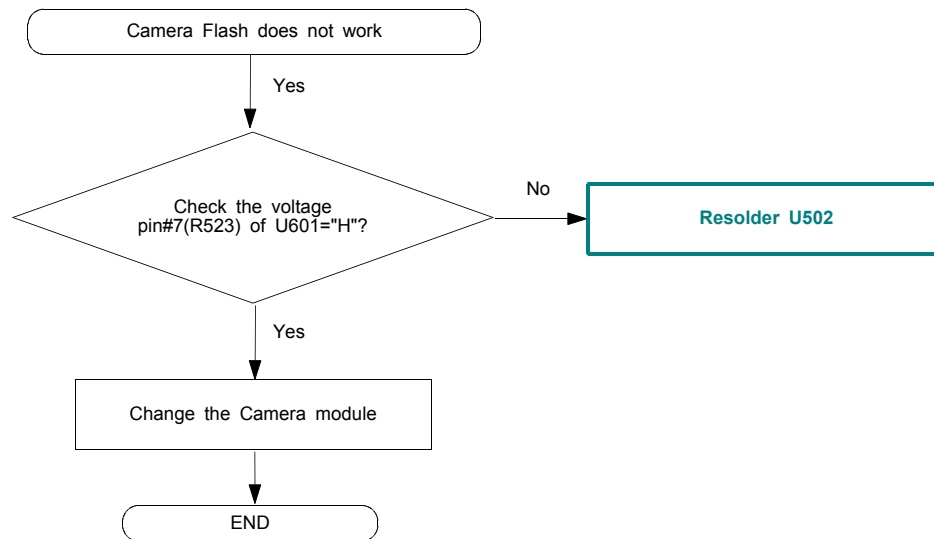 Camera Flash does not work
Yes
Check the voltage
pin#7(R523) of U601="H"?
No
Resolder U502
Yes
Change the Camera module
END